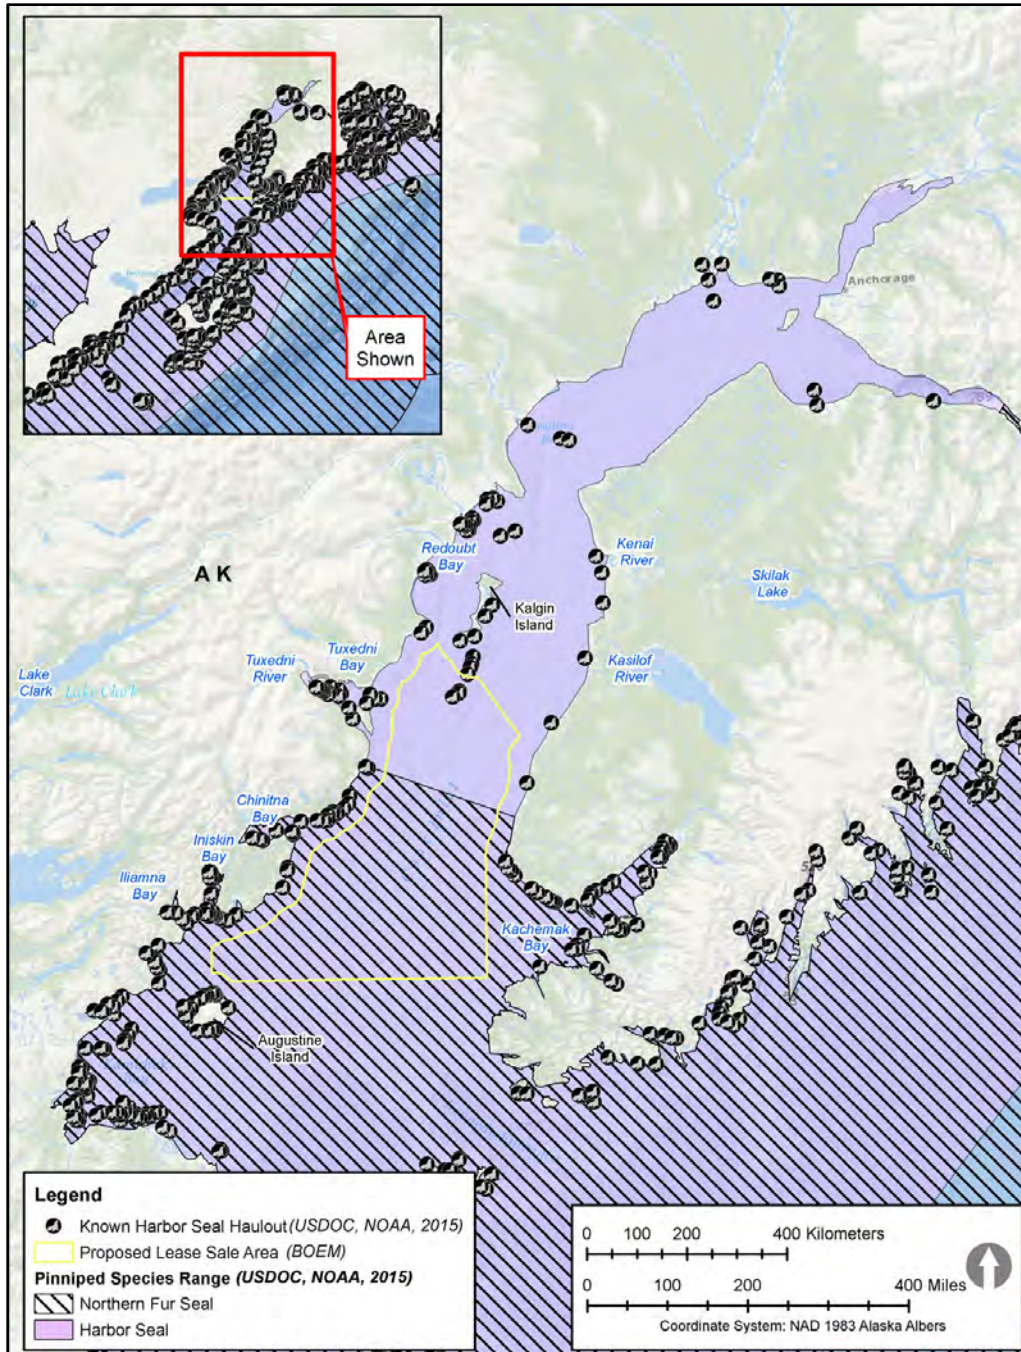 Area
Shown
Anchorage
Redoubt
Bay
Kenai
River
A K
Skilak
Lake
Kalgin
Island
Tuxedni
Bay
Tuxedni
River
Kasilof
River
Lake
Clark
Lake Clark
Chinitna
Bay
Iniskin
Bay
Iliamna
Bay
Kachemak
Bay
Augustine
Island
Legend
Known Harbor Seal Haulout (USDOC, NOAA, 2015)
Proposed Lease Sale Area (BOEM)
Pinniped Species Range (USDOC, NOAA, 2015)
Northern Fur Seal
Harbor Seal
0 100 200 400 Kilometers
0 100 200 400 Miles
Coordinate System: NAD 1983 Alaska Albers